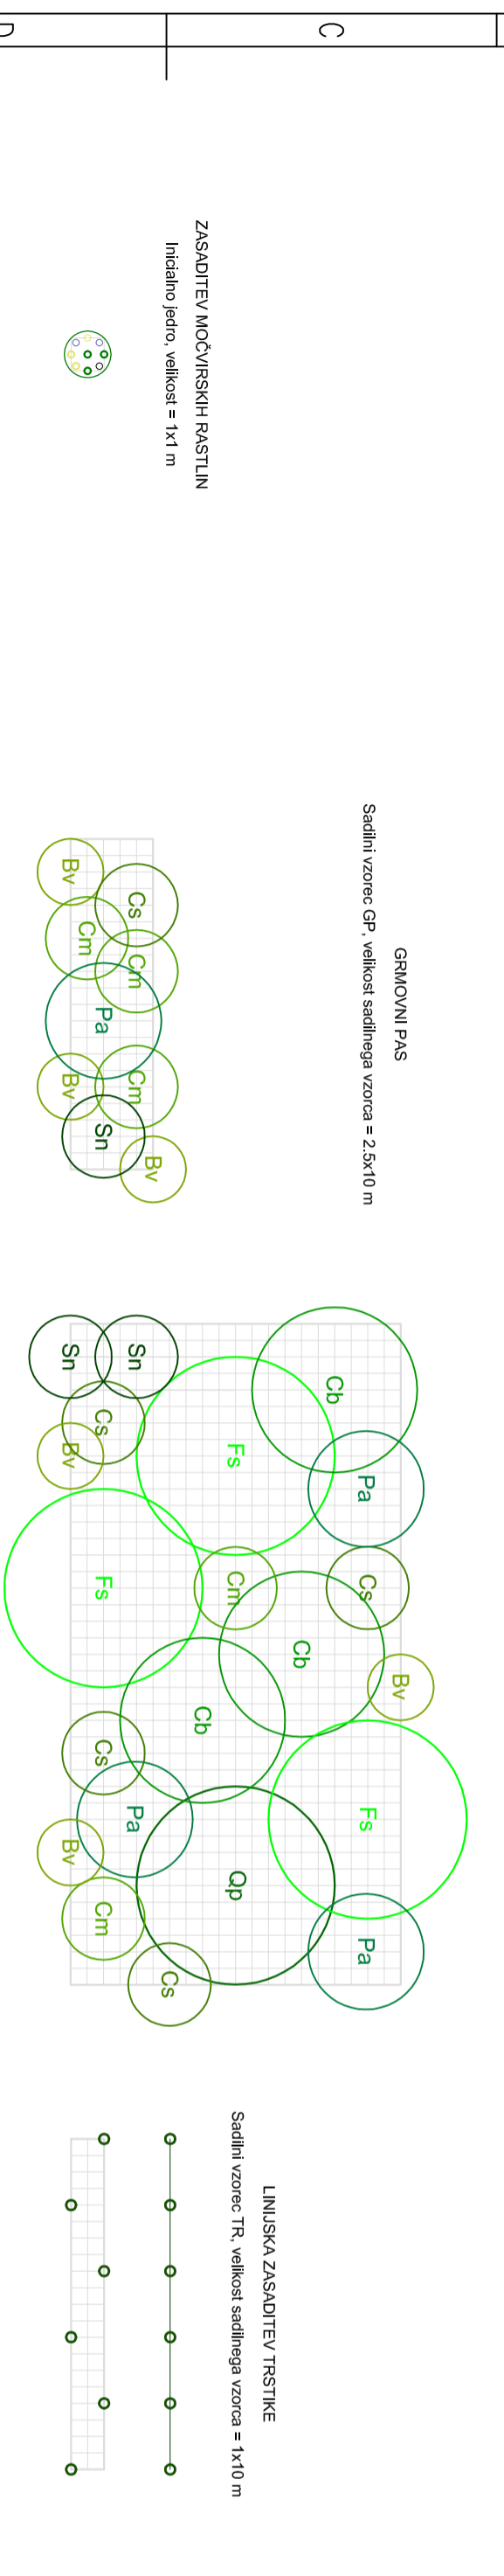 D
C
ZASADITEV MOČVIRSKIH RASTLIN
Inicialno jedro, velikost = 1x1 m
GRMOVNI PAS
Sadilni vzorec GP, velikost sadilnega vzorca = 2.5x10 m
Bv
Cs
Cm
Cm
Pa
Bv
Cm
Sn
Bv
Sn
Sn
Cb
Cs
Bv
Fs
Pa
Fs
Cm
Cs
Cb
Bv
Cb
Cs
Pa
Fs
Bv
Qp
Cm
Pa
Cs
LINIJSKA ZASADITEV TRSTIKE
Sadilni vzorec TR, velikost sadilnega vzorca = 1x10 m